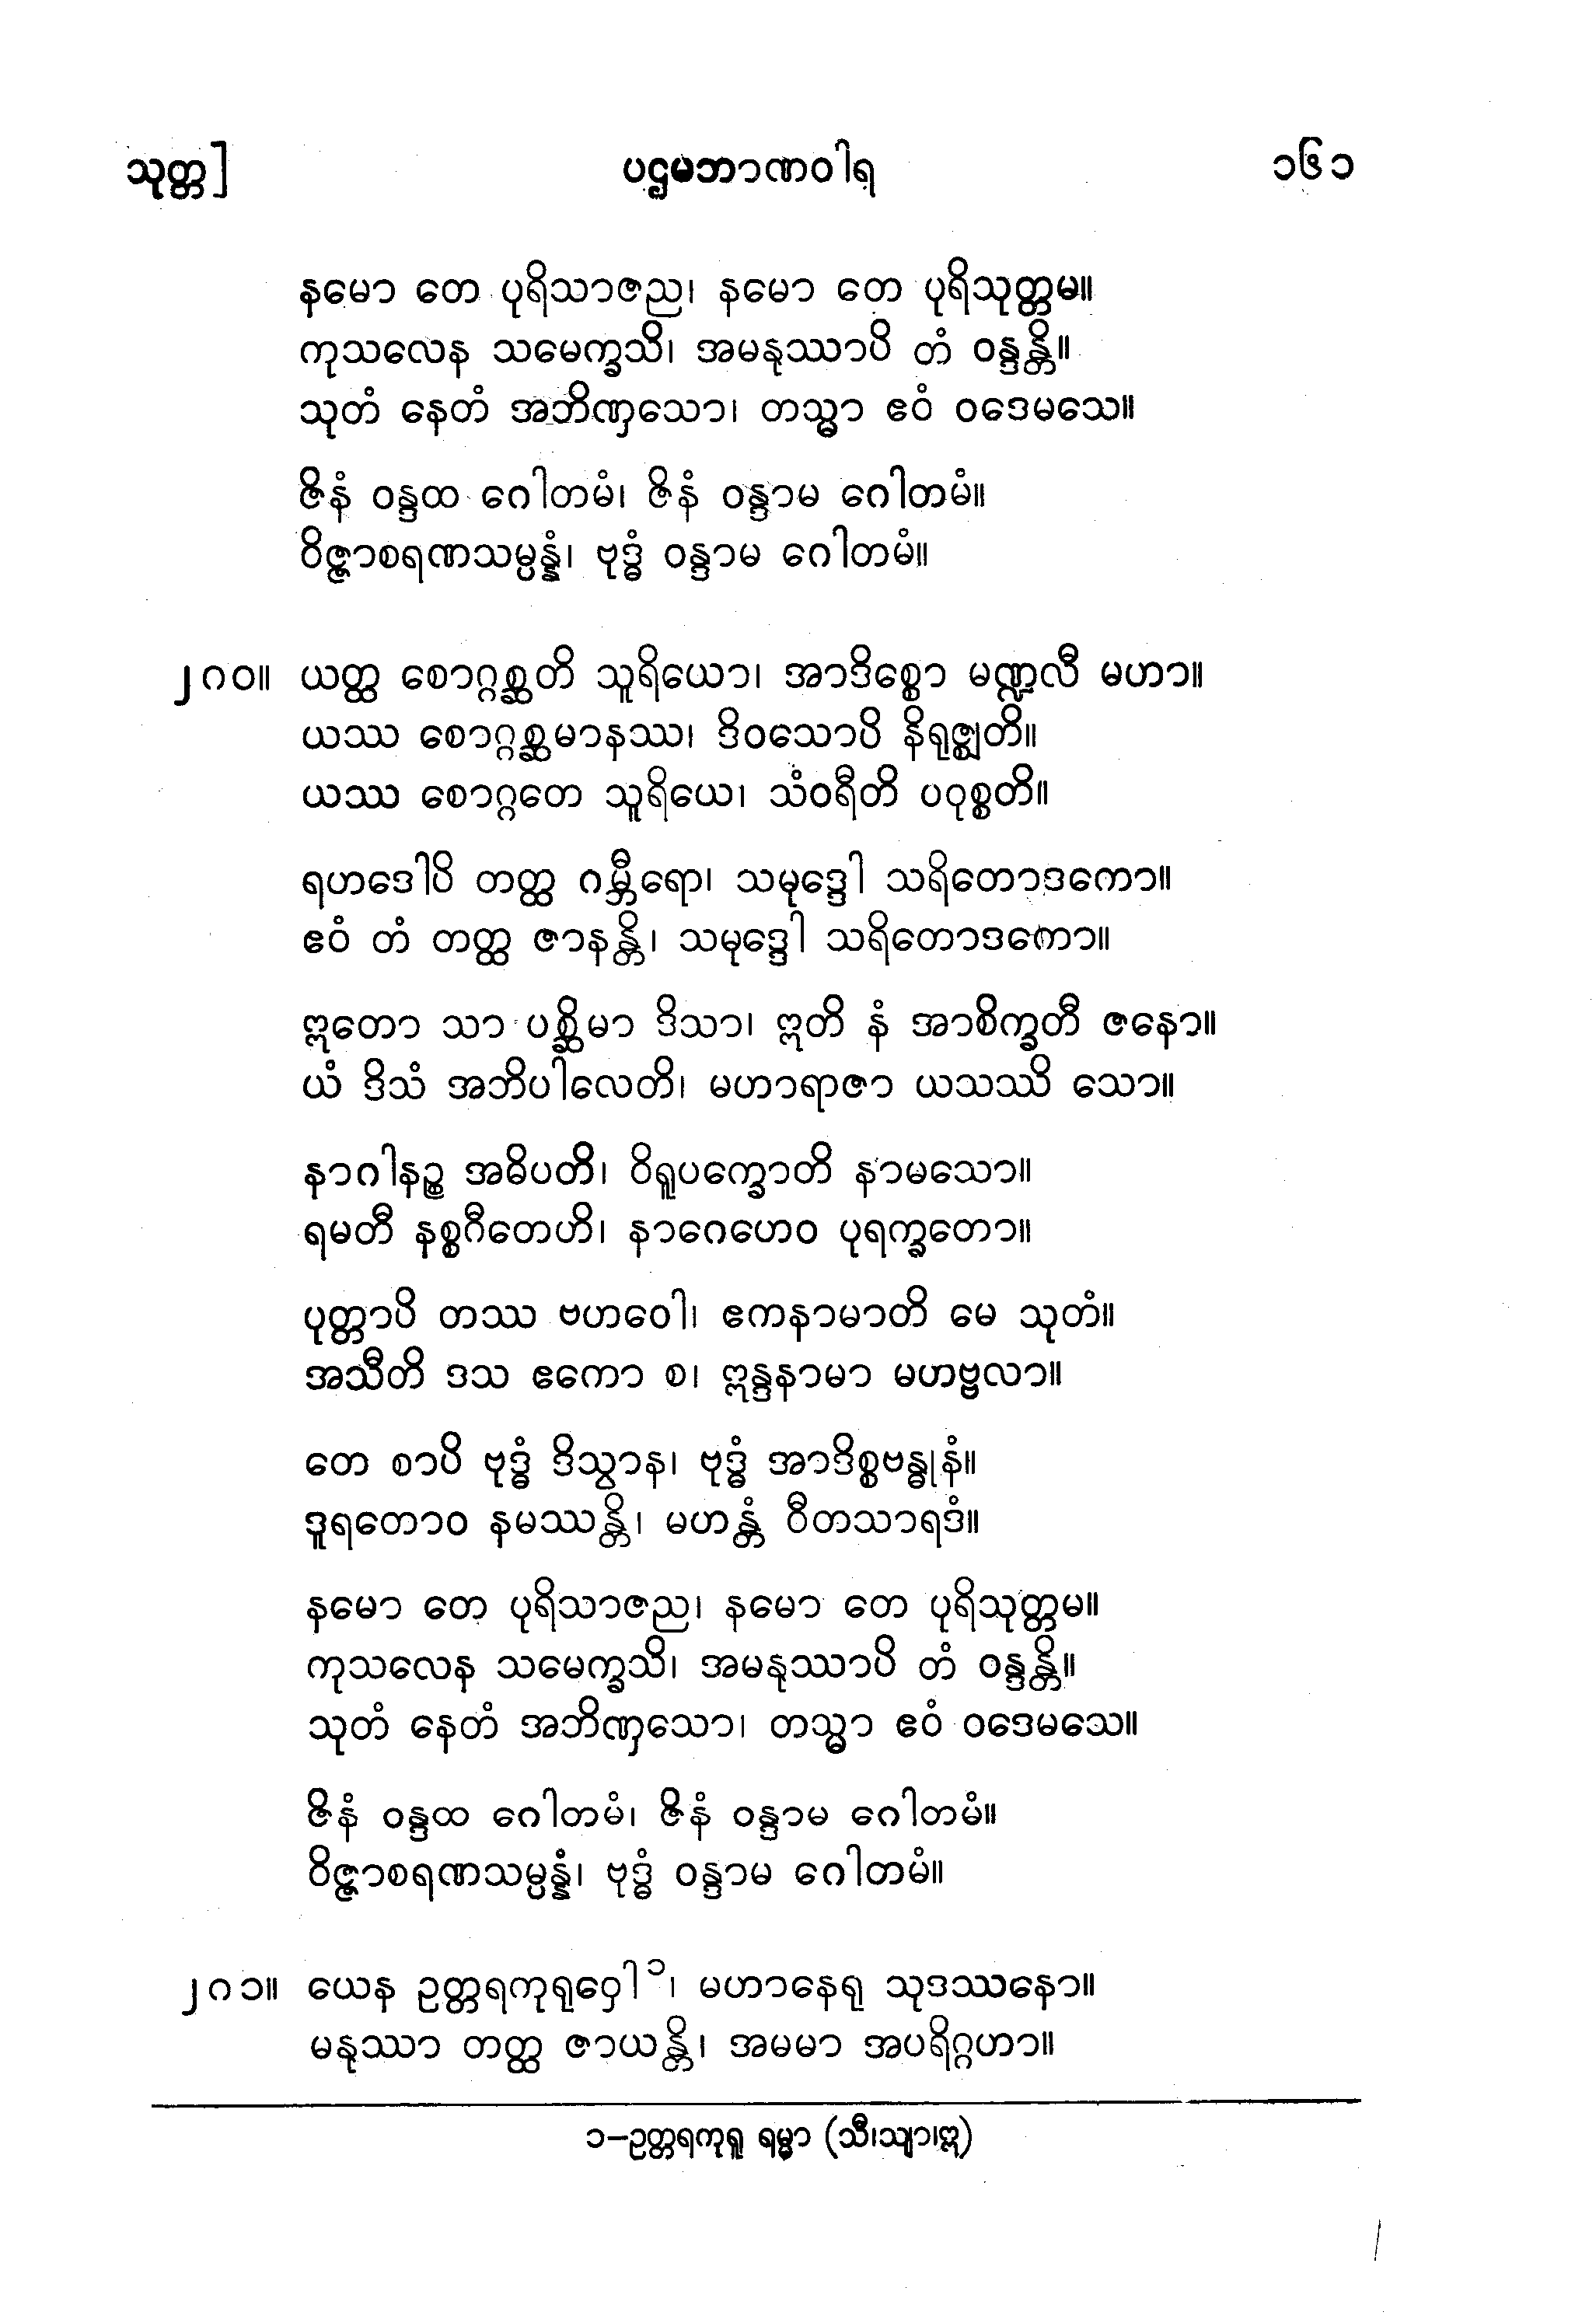 သုတ္တ] ပဌမဘာဏဝါရ ၁၆၁
နမော တေ ပုရိသာဇည၊ နမော တေ ပုရိသုတ္တမ။
ကုသလေန သမေက္ခသိ၊ အမနုဿာပိ တံ ဝန္ဒန္တိ။
သုတံ နေတံ အဘိဏှသော၊ တသ္မာ ဧဝံ ဝဒေမသေ။
ဇိနံ ဝန္ဒထ ဂေါတမံ၊ ဇိနံ ဝန္ဒာမ ဂေါတမံ။
ဝိဇ္ဇာစရဏသမ္ပန္နံ၊ ဗုဒ္ဓံ ဝန္ဒာမ ဂေါတမံ။
၂၈၀။ ယတ္ထ စောဂ္ဂစ္ဆတိ သူရိယော၊ အာဒိစ္စော မဏ္ဍလီ မဟာ။
ယဿ စောဂ္ဂစ္ဆမာနဿ၊ ဒိဝသောပိ နိရုဇ္ဈတိ။
ယဿ စောဂ္ဂတေ သူရိယေ၊ သံဝရီတိ ပဝုစ္စတိ။
ရဟဒေါပိ တတ္ထ ဂမ္ဘီရော၊ သမုဒ္ဒေါ သရိတောဒကော။
ဧဝံ တံ တတ္ထ ဇာနန္တိ၊ သမုဒ္ဒေါ သရိတောဒကော။
ဣတော သာ ပစ္ဆိမာ ဒိသာ၊ ဣတိ နံ အာစိက္ခတီ ဇနော။
ယံ ဒိသံ အဘိပါလေတိ၊ မဟာရာဇာ ယသဿိ သော။
နာဂါနဉ္စ အဓိပတိ၊ ဝိရူပက္ခောတိ နာမသော။
ရမတီ နစ္စဂီတေဟိ၊ နာဂေဟေဝ ပုရက္ခတော။
ပုတ္တာပိ တဿ ဗဟဝေါ၊ ဧကနာမာတိ မေ သုတံ။
အသီတိ ဒသ ဧကော စ၊ ဣန္ဒနာမာ မဟဗ္ဗလာ။
တေ စာပိ ဗုဒ္ဓံ ဒိသွာန၊ ဗုဒ္ဓံ အာဒိစ္စဗန္ဓုနံ။
ဒူရတောဝ နမဿန္တိ၊ မဟန္တံ ဝီတသာရဒံ။
နမော တေ ပုရိသာဇည၊ နမော တေ ပုရိသုတ္တမ။
ကုသလေန သမေက္ခသိ၊ အမနုဿာပိ တံ ဝန္ဒန္တိ။
သုတံ နေတံ အဘိဏှသော၊ တသ္မာ ဧဝံ ဝဒေမသေ။
ဇိနံ ဝန္ဒထ ဂေါတမံ၊ ဇိနံ ဝန္ဒာမ ဂေါတမံ။
ဝိဇ္ဇာစရဏသမ္ပန္နံ၊ ဗုဒ္ဓံ ဝန္ဒာမ ဂေါတမံ။
၂၈၁။ ယေန ဥတ္တရကုရုဝှေါ ၁၊ မဟာနေရု သုဒဿနော။
မနုဿာ တတ္ထ ဇာယန္တိ၊ အမမာ အပရိဂ္ဂဟာ။
၁–ဥတ္တရကုရူ ရမ္မာ (သီ၊သျာ၊ဣ)